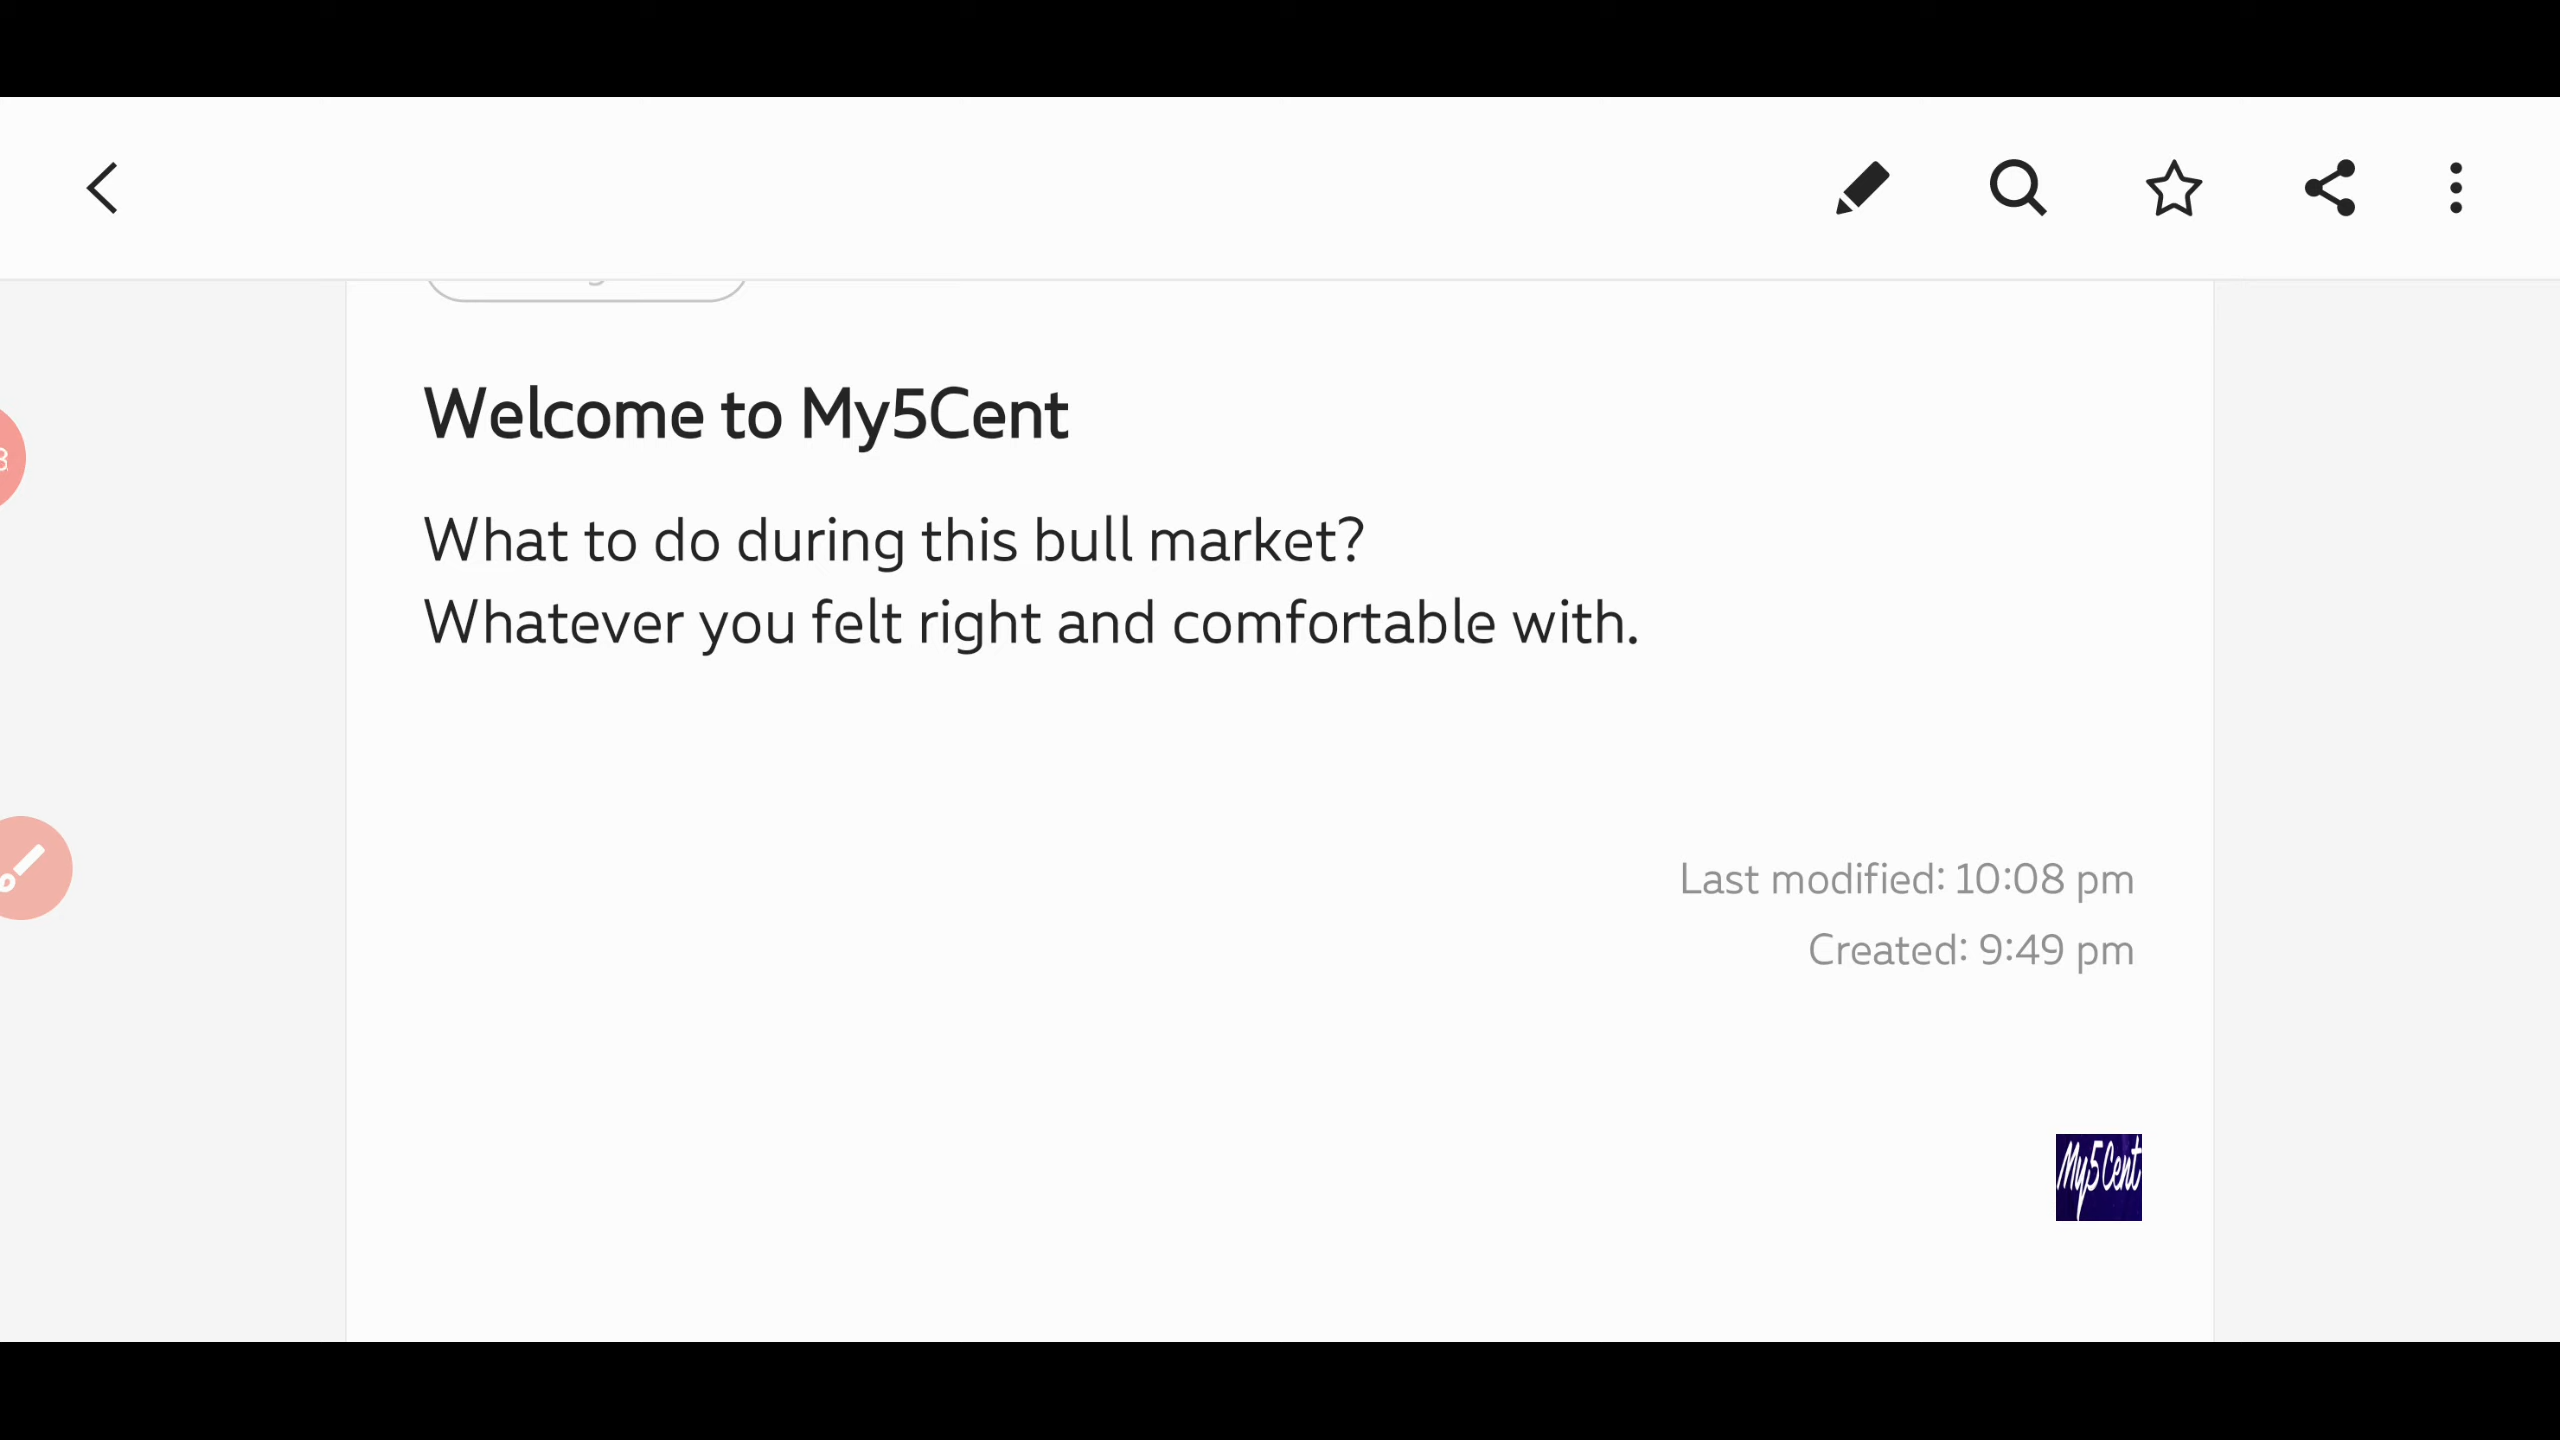 Welcome to My5Cent
What to do during this bull market?
Whatever you felt right and comfortable with.
Last modified: 10:08 pm
Created: 9:49 pm
My5Cent